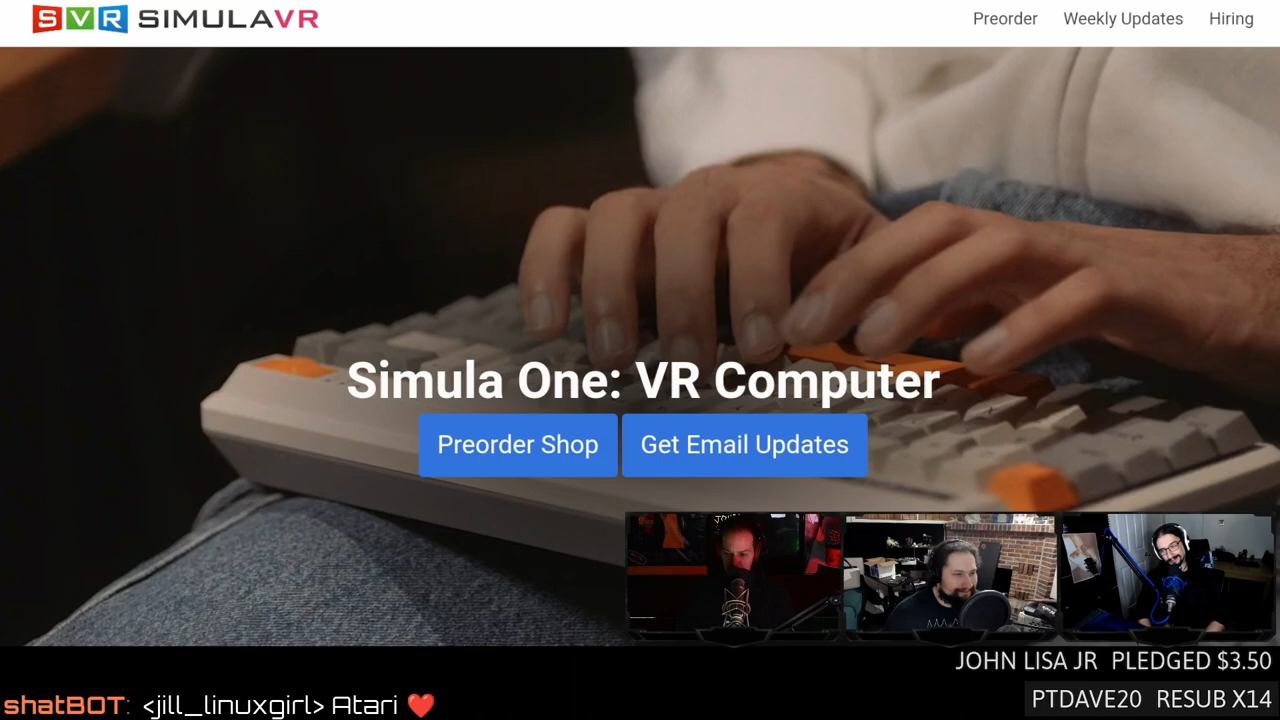 SVR SIMULAVR
Preorder Weekly Updates Hiring
Simula One: VR Computer
Preorder Shop Get Email Updates
JOHN LISA JR PLEDGED $3.50
shatBOT: <jill_linuxgirl> Atari ❤️
PTDAVE20 RESUB X14